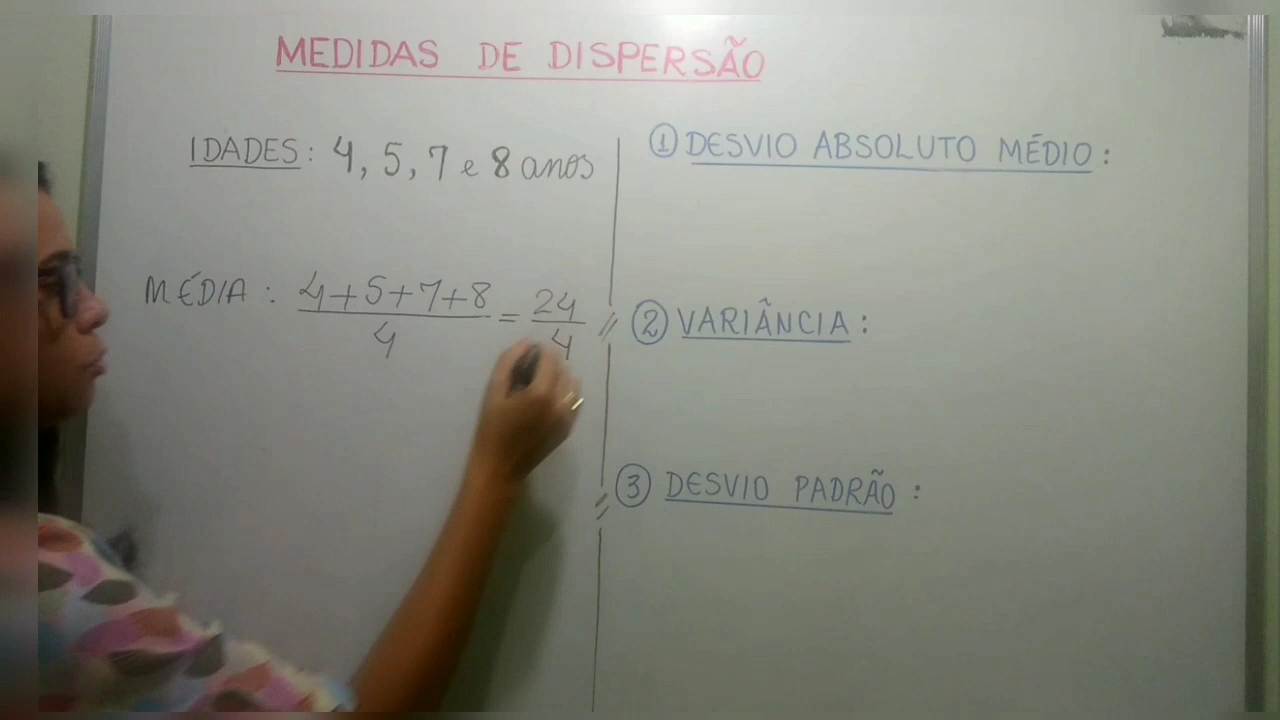 MEDIDAS DE DISPERSÃO
IDADES: 4, 5, 7 e 8 anos
MÉDIA: 4+5+7+8 / 4 = 24 / 4
① DESVIO ABSOLUTO MÉDIO:
② VARIÂNCIA:
③ DESVIO PADRÃO: